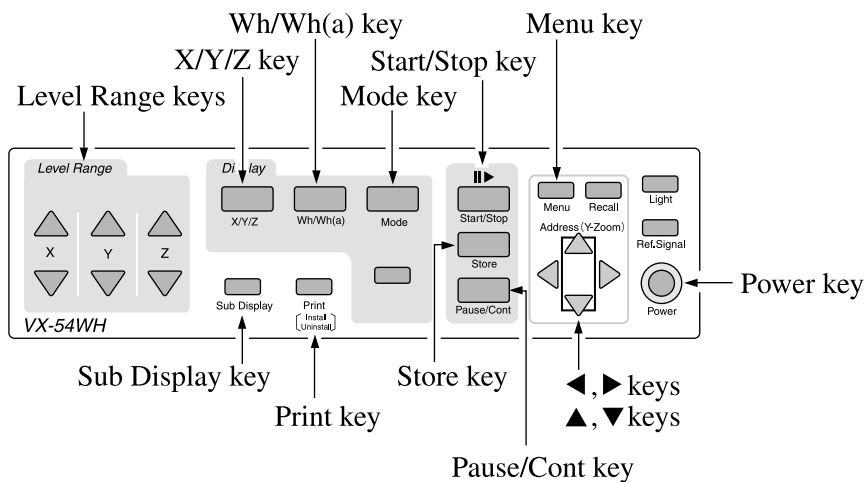 Wh/Wh(a) key
Menu key
X/Y/Z key
Start/Stop key
Level Range keys
Mode key
Level Range
Display
X/Y/Z
Wh/Wh(a)
Mode
Start/Stop
Menu
Recall
Light
X
Y
Z
Store
Address (Y-Zoom)
Ref.Signal
Sub Display
Print
Instal
Uninstall
Pause/Cont
Power
Power key
VX-54WH
Sub Display key
Store key
◀, ▶ keys
▲, ▼ keys
Print key
Pause/Cont key